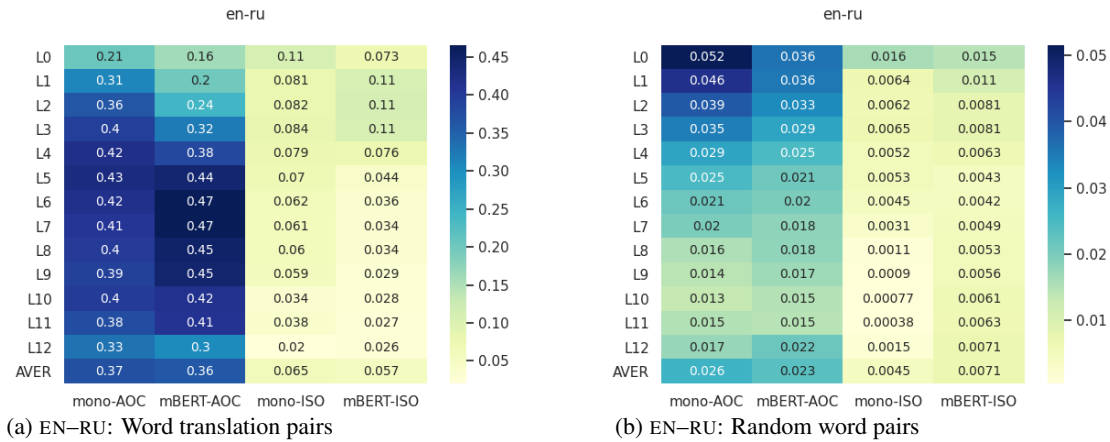 en-ru
L0 0.21 0.16 0.11 0.073
L1 0.31 0.2 0.081 0.11
L2 0.36 0.24 0.082 0.11
L3 0.4 0.32 0.084 0.11
L4 0.42 0.38 0.079 0.076
L5 0.43 0.44 0.07 0.044
L6 0.42 0.47 0.062 0.036
L7 0.41 0.47 0.061 0.034
L8 0.4 0.45 0.06 0.034
L9 0.39 0.45 0.059 0.029
L10 0.4 0.42 0.034 0.028
L11 0.38 0.41 0.038 0.027
L12 0.33 0.3 0.02 0.026
AVER 0.37 0.36 0.065 0.057
mono-AOC mBERT-AOC mono-ISO mBERT-ISO
0.45
0.40
0.35
0.30
0.25
0.20
0.15
0.10
0.05
(a) EN–RU: Word translation pairs
en-ru
L0 0.052 0.036 0.016 0.015
L1 0.046 0.036 0.0064 0.011
L2 0.039 0.033 0.0062 0.0081
L3 0.035 0.029 0.0065 0.0081
L4 0.029 0.025 0.0052 0.0063
L5 0.025 0.021 0.0053 0.0043
L6 0.021 0.02 0.0045 0.0042
L7 0.02 0.018 0.0031 0.0049
L8 0.016 0.018 0.0011 0.0053
L9 0.014 0.017 0.0009 0.0056
L10 0.013 0.015 0.00077 0.0061
L11 0.015 0.015 0.00038 0.0063
L12 0.017 0.022 0.0015 0.0071
AVER 0.026 0.023 0.0045 0.0071
mono-AOC mBERT-AOC mono-ISO mBERT-ISO
0.05
0.04
0.03
0.02
0.01
(b) EN–RU: Random word pairs